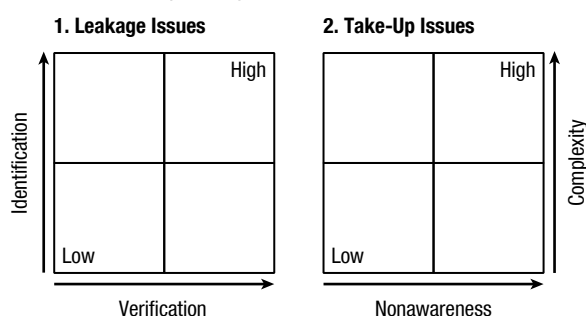 1. Leakage Issues
2. Take-Up Issues
High
High
Identification
Complexity
Low
Low
Verification
Nonawareness